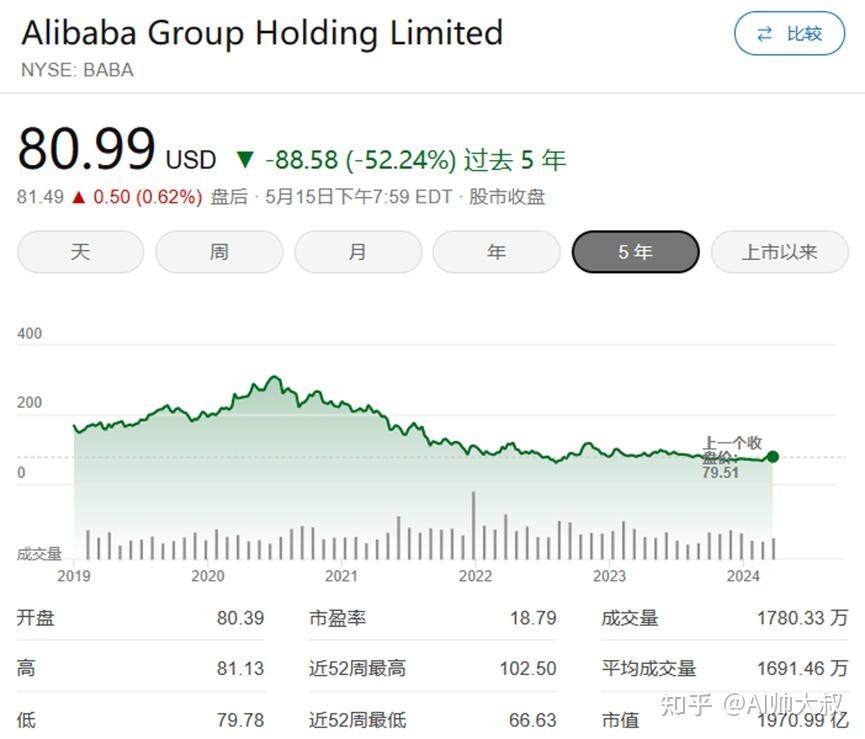 Alibaba Group Holding Limited
⇄ 比较
NYSE: BABA
80.99 USD ▼ -88.58 (-52.24%) 过去 5 年
81.49 ▲ 0.50 (0.62%) 盘后 · 5月15日下午7:59 EDT · 股市收盘
天 周 月 年 5 年 上市以来
400
200
上一个收
盘价:
0
79.51
成交量
2019 2020 2021 2022 2023 2024
开盘 80.39 市盈率 18.79 成交量 1780.33 万
高 81.13 近52周最高 102.50 平均成交量 1691.46 万
低 79.78 近52周最低 66.63 市值 1970.99 亿
知乎 @AI帅大叔